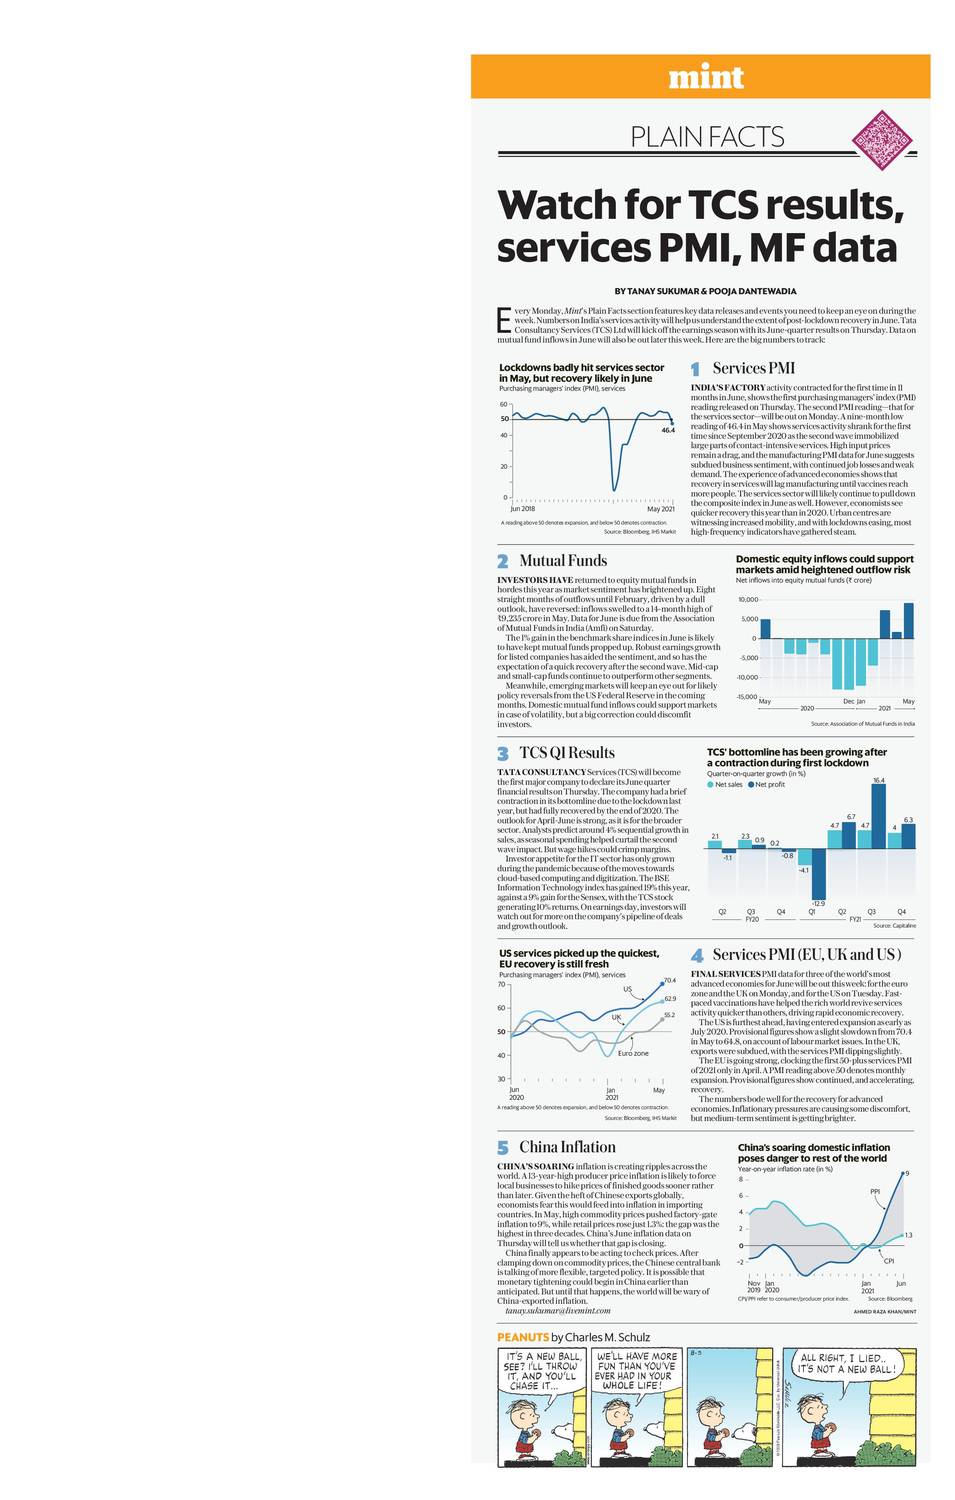 mint
PLAIN FACTS
Watch for TCS results,
services PMI, MF data
BY TANAY SUKUMAR & POOJA DANTEWADIA
Every Monday, Mint's Plain Facts section features key data releases and events you need to keep an eye on during the
week. Numbers on India's services activity will help us understand the extent of post-lockdown recovery in June. Tata
Consultancy Services (TCS) Ltd will kick off the earnings season with its June-quarter results on Thursday. Data on
mutual fund inflows in June will also be out later this week. Here are the big numbers to track:
Lockdowns badly hit services sector
in May, but recovery likely in June
Purchasing managers' index (PMI), services
60
50
40
20
0
46.4
Jun 2018
May 2021
A reading above 50 denotes expansion, and below 50 denotes contraction.
Source: Bloomberg, IHS Markit
1 Services PMI
INDIA'S FACTORY activity contracted for the first time in 11
months in June, shows the first purchasing managers' index (PMI)
reading released on Thursday. The second PMI reading—that for
the services sector—will be out on Monday. A nine-month low
reading of 46.4 in May shows services activity shrank for the first
time since September 2020 as the second wave immobilized
large parts of contact-intensive services. High input prices
remain a drag, and the manufacturing PMI data for June suggests
subdued business sentiment, with continued job losses and weak
demand. The experience of advanced economies shows that
recovery in services will lag manufacturing until vaccines reach
more people. The services sector will likely continue to pull down
the composite index in June as well. However, economists see
quicker recovery this year than in 2020. Urban centres are
witnessing increased mobility, and with lockdowns easing, most
high-frequency indicators have gathered steam.
2 Mutual Funds
INVESTORS HAVE returned to equity mutual funds in
hordes this year as market sentiment has brightened up. Eight
straight months of outflows until February, driven by a dull
outlook, have reversed: inflows swelled to a 14-month high of
₹9,235 crore in May. Data for June is due from the Association
of Mutual Funds in India (Amfi) on Saturday.
The 1% gain in the benchmark share indices in June is likely
to have kept mutual funds propped up. Robust earnings growth
for listed companies has aided the sentiment, and so has the
expectation of a quick recovery after the second wave. Mid-cap
and small-cap funds continue to outperform other segments.
Meanwhile, emerging markets will keep an eye out for likely
policy reversals from the US Federal Reserve in the coming
months. Domestic mutual fund inflows could support markets
in case of volatility, but a big correction could discomfit
investors.
Domestic equity inflows could support
markets amid heightened outflow risk
Net inflows into equity mutual funds (₹ crore)
10,000
5,000
0
-5,000
-10,000
-15,000
May
Dec Jan
May
2020
2021
Source: Association of Mutual Funds in India
3 TCS Q1 Results
TATA CONSULTANCY Services (TCS) will become
the first major company to declare its June quarter
financial results on Thursday. The company had a brief
contraction in its bottomline due to the lockdown last
year, but had fully recovered by the end of 2020. The
outlook for April-June is strong, as it is for the broader
sector. Analysts predict around 4% sequential growth in
sales, as seasonal spending helped curtail the second
wave impact. But wage hikes could crimp margins.
Investor appetite for the IT sector has only grown
during the pandemic because of the moves towards
cloud-based computing and digitization. The BSE
Information Technology index has gained 19% this year,
against a 9% gain for the Sensex, with the TCS stock
generating 10% returns. On earnings day, investors will
watch out for more on the company's pipeline of deals
and growth outlook.
TCS' bottomline has been growing after
a contraction during first lockdown
Quarter-on-quarter growth (in %)
Net sales Net profit
2.1
-1.1
2.3
0.9
0.2
-0.8
-4.1
-12.9
4.7
6.7
4.7
16.4
4
6.3
Q2 Q3 Q4 Q1 Q2 Q3 Q4
FY20 FY21
Source: Capitaline
US services picked up the quickest,
EU recovery is still fresh
Purchasing managers' index (PMI), services
70
60
50
40
30
US
UK
Euro zone
70.4
62.9
55.2
Jun
2020
Jan
2021
May
A reading above 50 denotes expansion, and below 50 denotes contraction.
Source: Bloomberg, IHS Markit
4 Services PMI (EU, UK and US)
FINAL SERVICES PMI data for three of the world's most
advanced economies for June will be out this week: for the euro
zone and the UK on Monday, and for the US on Tuesday. Fast-
paced vaccinations have helped the rich world revive services
activity quicker than others, driving rapid economic recovery.
The US is furthest ahead, having entered expansion as early as
July 2020. Provisional figures show a slight slowdown from 70.4
in May to 64.8, on account of labour market issues. In the UK,
exports were subdued, with the services PMI dipping slightly.
The EU is going strong, clocking the first 50-plus services PMI
of 2021 only in April. A PMI reading above 50 denotes monthly
expansion. Provisional figures show continued, and accelerating,
recovery.
The numbers bode well for the recovery for advanced
economies. Inflationary pressures are causing some discomfort,
but medium-term sentiment is getting brighter.
5 China Inflation
CHINA'S SOARING inflation is creating ripples across the
world. A 13-year-high producer price inflation is likely to force
local businesses to hike prices of finished goods sooner rather
than later. Given the heft of Chinese exports globally,
economists fear this would feed into inflation in importing
countries. In May, high commodity prices pushed factory-gate
inflation to 9%, while retail prices rose just 1.3%: the gap was the
highest in three decades. China's June inflation data on
Thursday will tell us whether that gap is closing.
China finally appears to be acting to check prices. After
clamping down on commodity prices, the Chinese central bank
is talking of more flexible, targeted policy. It is possible that
monetary tightening could begin in China earlier than
anticipated. But until that happens, the world will be wary of
China-exported inflation.
tanay.sukumar@livemint.com
China's soaring domestic inflation
poses danger to rest of the world
Year-on-year inflation rate (in %)
8
6
4
2
0
-2
PPI
CPI
9
1.3
Nov
2019
Jan
2020
Jan
2021
Jun
CPI/PPI refer to consumer/producer price index.
Source: Bloomberg
AHMED RAZA KHAN/MINT
PEANUTS by Charles M. Schulz
IT'S A NEW BALL,
SEE? I'LL THROW
IT, AND YOU'LL
CHASE IT...
WE'LL HAVE MORE
FUN THAN YOU'VE
EVER HAD IN YOUR
WHOLE LIFE!
8-5
ALL RIGHT, I LIED..
IT'S NOT A NEW BALL!
Schulz